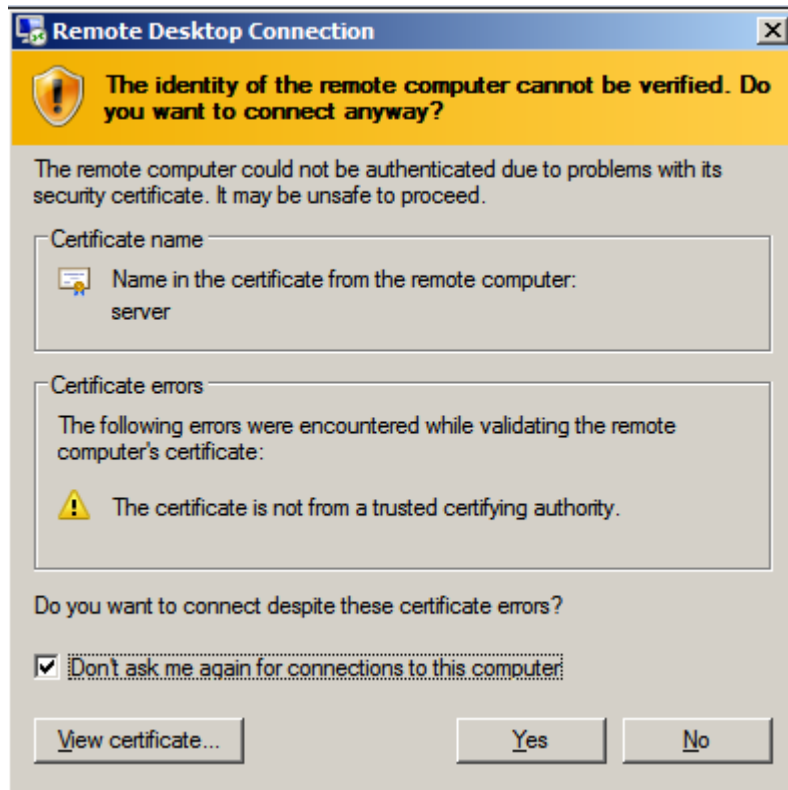 Remote Desktop Connection
The identity of the remote computer cannot be verified. Do
you want to connect anyway?
The remote computer could not be authenticated due to problems with its
security certificate. It may be unsafe to proceed.
Certificate name
Name in the certificate from the remote computer:
server
Certificate errors
The following errors were encountered while validating the remote
computer's certificate:
The certificate is not from a trusted certifying authority.
Do you want to connect despite these certificate errors?
Don't ask me again for connections to this computer
View certificate...
Yes
No